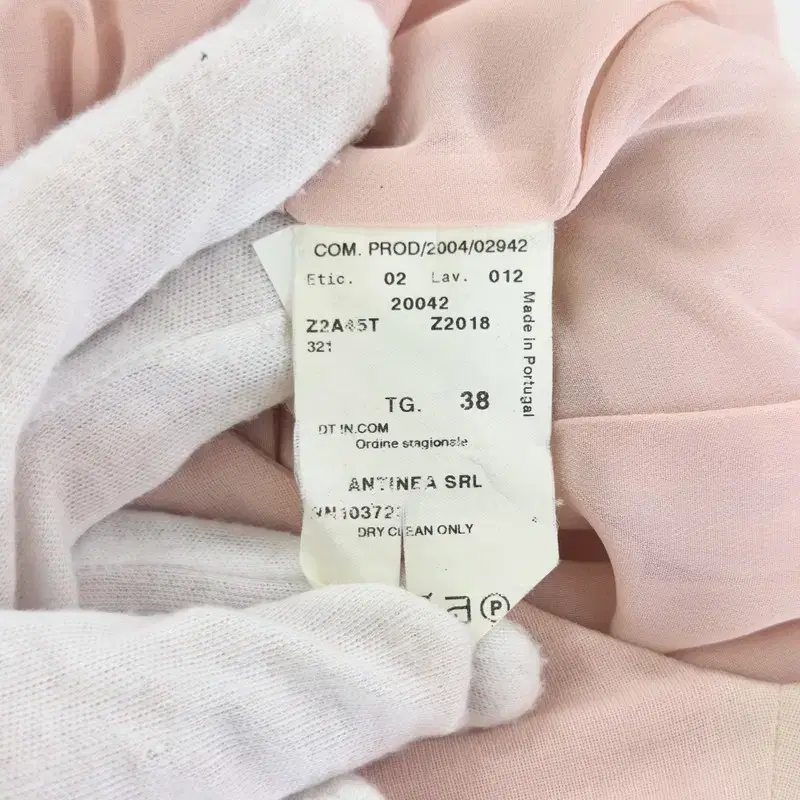 COM. PROD/2004/02942
Etic. 02 Lav. 012
20042
Z2A45T Z2018
321
Made in Portugal
TG. 38
DT IN.COM
Ordine stagionale
ANTINEA SRL
DRY CLEAN ONLY
P